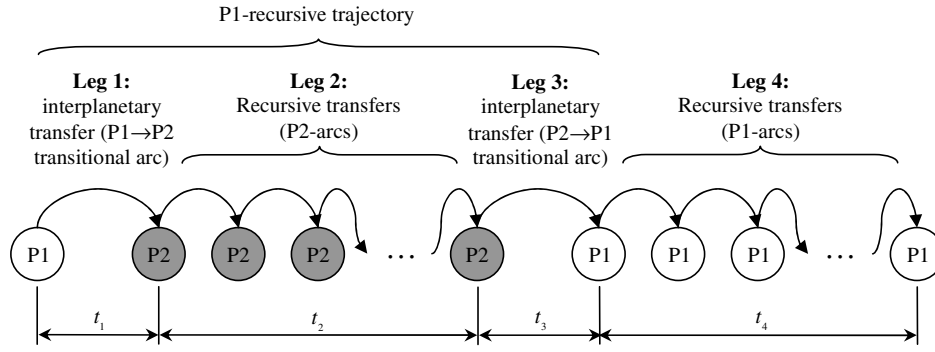 P1-recursive trajectory
Leg 1:
interplanetary
transfer (P1→P2
transitional arc)
Leg 2:
Recursive transfers
(P2-arcs)
Leg 3:
interplanetary
transfer (P2→P1
transitional arc)
Leg 4:
Recursive transfers
(P1-arcs)
P1 P2 P2 P2 ... P2 P1 P1 P1 ... P1
t₁ t₂ t₃ t₄